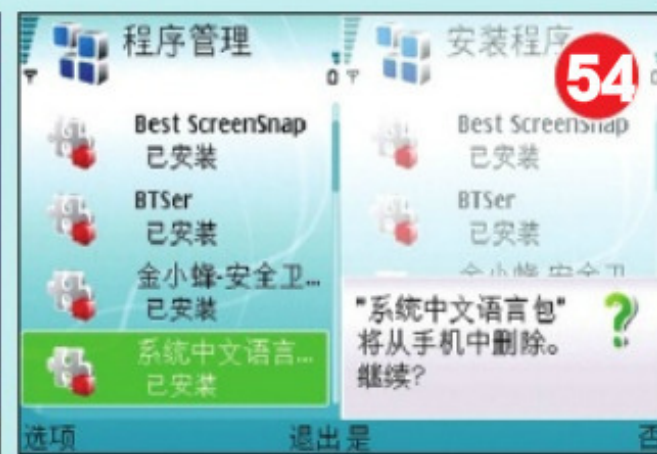 程序管理
Best ScreenSnap
已安装
BTSer
已安装
金小蜂-安全卫...
已安装
系统中文语言...
已安装
选项
退出
安装程序
54
Best ScreenSnap
已安装
BTSer
已安装
"系统中文语言包"
将从手机中删除。
继续?
是
否